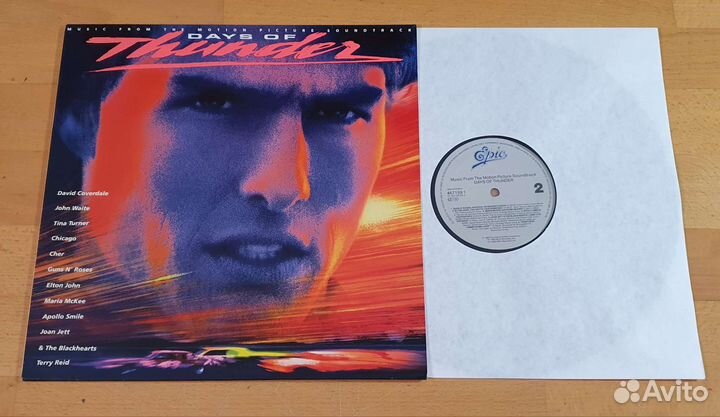 MUSIC FROM THE MOTION PICTURE SOUNDTRACK
DAYS OF
Thunder
David Coverdale
John Waite
Tina Turner
Chicago
Cher
Guns N' Roses
Elton John
Maria McKee
Apollo Smile
Joan Jett
& The Blackhearts
Terry Reid
Epic
Music From The Motion Picture Soundtrack
DAYS OF THUNDER
467159 1
2
Avito